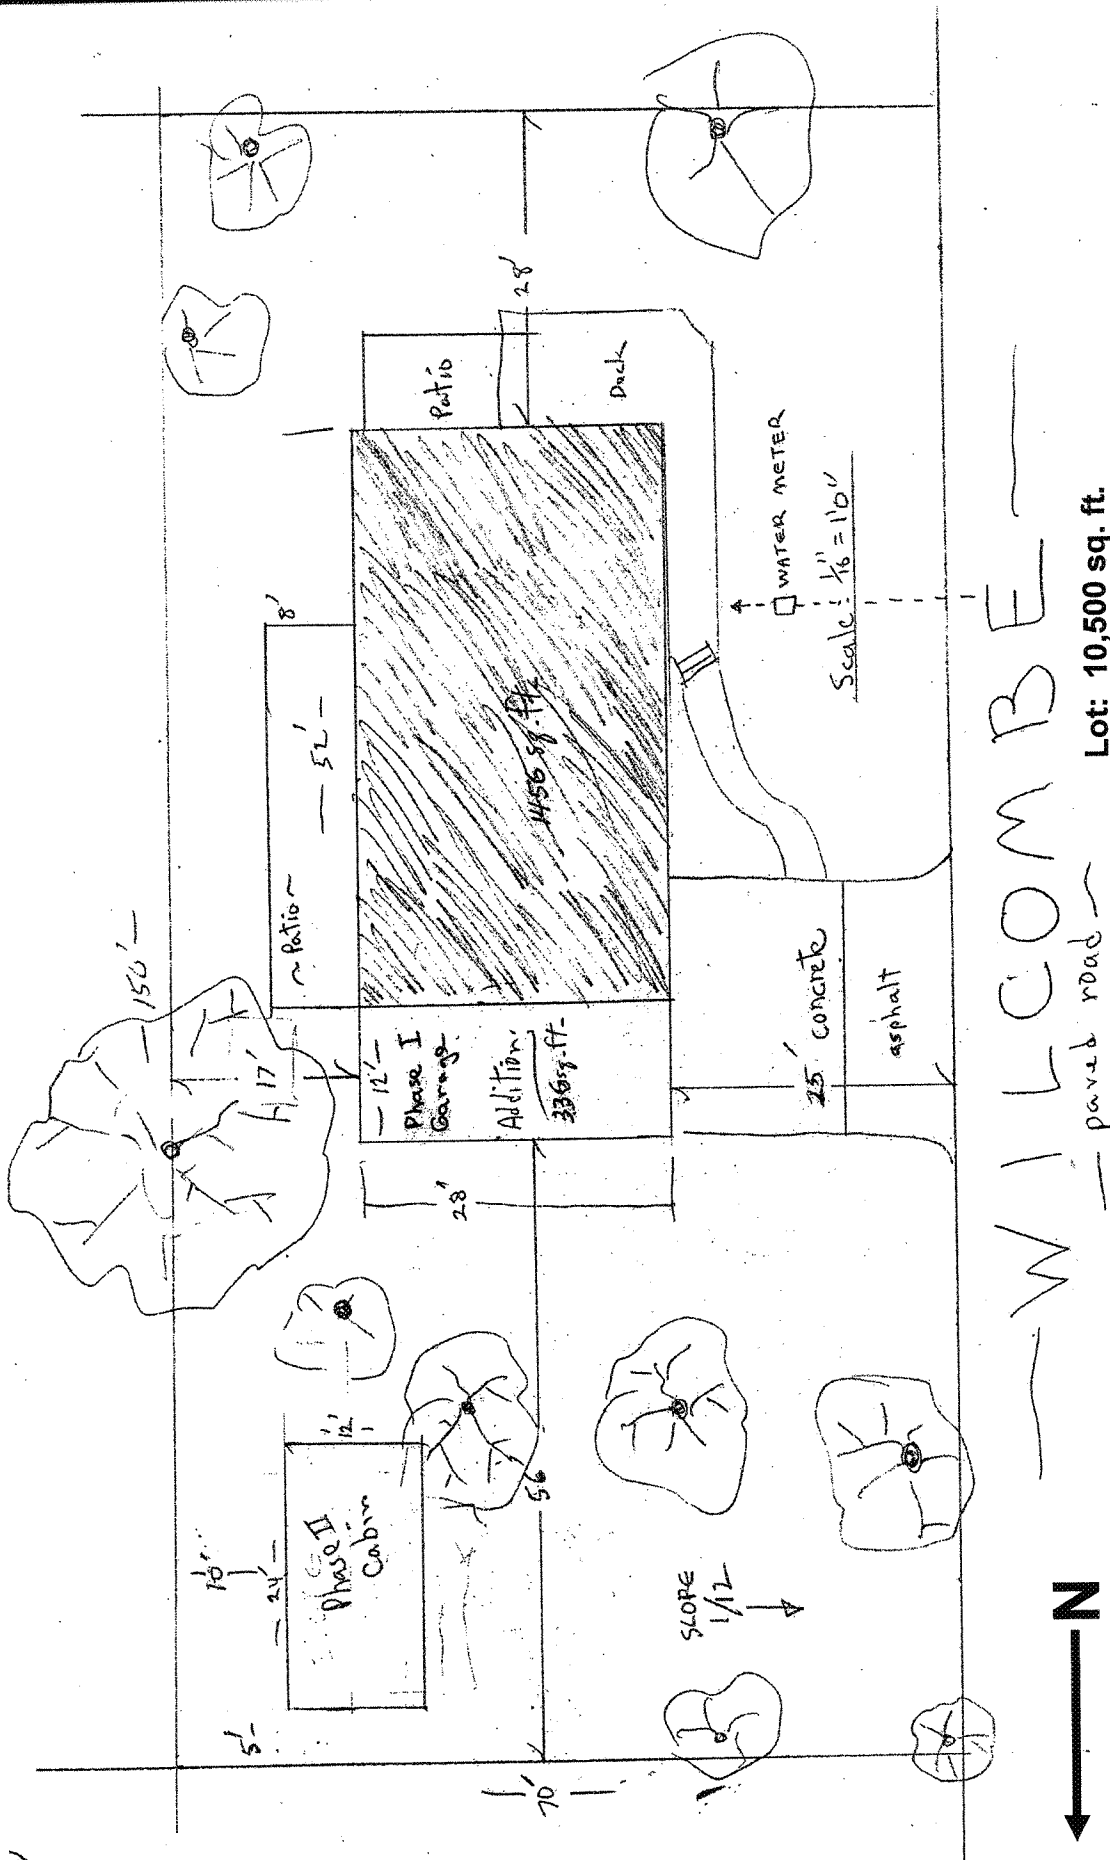 150'
17'
~Patio~
52'
8'
Patio
28'
Deck
1456 sq. ft.
12'
Phase I
Garage
Addition
336 sq. ft.
28'
25' concrete
asphalt
WATER METER
Scale: 1/16" = 1'0"
10'
24'
Phase II
Cabin
12'
5'
56
SLOPE
1/12
70'
WILCOMBE
paved road
Lot: 10,500 sq. ft.
N